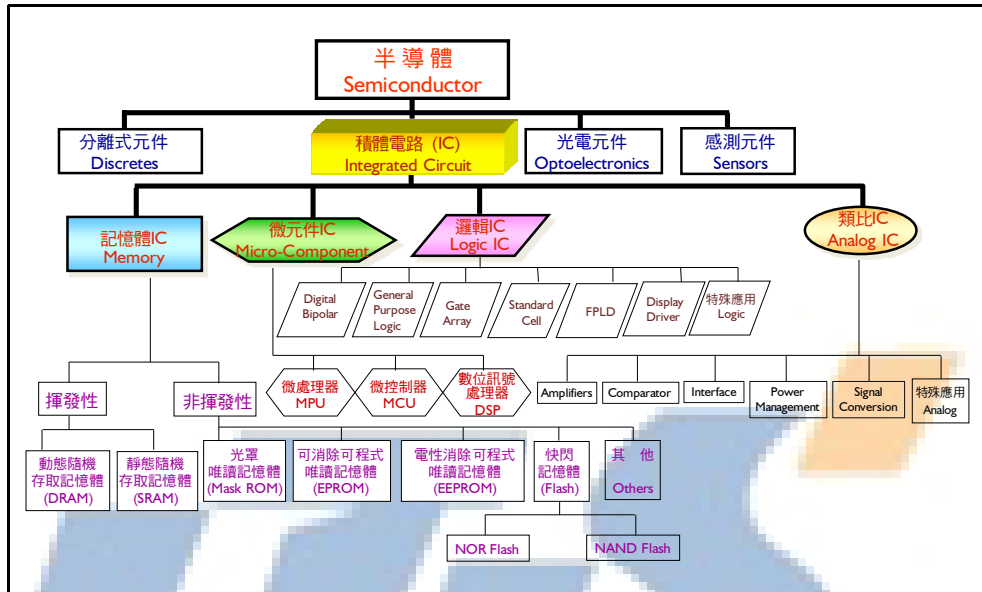 半導體
Semiconductor
分離式元件
Discretes
積體電路 (IC)
Integrated Circuit
光電元件
Optoelectronics
感測元件
Sensors
記憶體IC
Memory
微元件IC
Micro-Component
邏輯IC
Logic IC
類比IC
Analog IC
Digital
Bipolar
General
Purpose
Logic
Gate
Array
Standard
Cell
FPLD
Display
Driver
特殊應用
Logic
揮發性
非揮發性
微處理器
MPU
微控制器
MCU
數位訊號
處理器
DSP
Amplifiers
Comparator
Interface
Power
Management
Signal
Conversion
特殊應用
Analog
動態隨機
存取記憶體
(DRAM)
靜態隨機
存取記憶體
(SRAM)
光罩
唯讀記憶體
(Mask ROM)
可消除可程式
唯讀記憶體
(EPROM)
電性消除可程式
唯讀記憶體
(EEPROM)
快閃
記憶體
(Flash)
其 他
Others
NOR Flash
NAND Flash